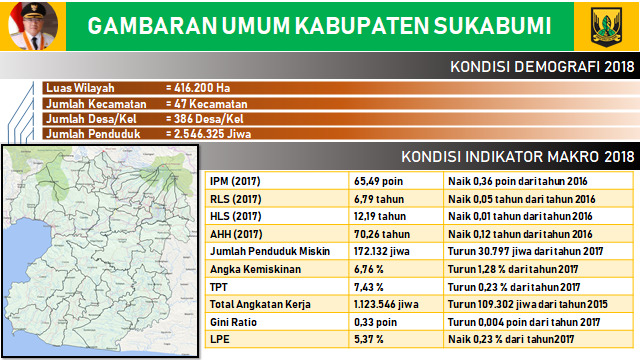 GAMBARAN UMUM KABUPATEN SUKABUMI
KONDISI DEMOGRAFI 2018
Luas Wilayah = 416.200 Ha
Jumlah Kecamatan = 47 Kecamatan
Jumlah Desa/Kel = 386 Desa/Kel
Jumlah Penduduk = 2.546.325 Jiwa
KONDISI INDIKATOR MAKRO 2018
IPM (2017) 65,49 poin Naik 0,36 poin dari tahun 2016
RLS (2017) 6,79 tahun Naik 0,05 tahun dari tahun 2016
HLS (2017) 12,19 tahun Naik 0,01 tahun dari tahun 2016
AHH (2017) 70,26 tahun Naik 0,12 tahun dari tahun 2016
Jumlah Penduduk Miskin 172.132 jiwa Turun 30.797 jiwa dari tahun 2017
Angka Kemiskinan 6,76 % Turun 1,28 % dari tahun 2017
TPT 7,43 % Turun 0,23 % dari tahun 2017
Total Angkatan Kerja 1.123.546 jiwa Turun 109.302 jiwa dari tahun 2015
Gini Ratio 0,33 poin Turun 0,004 poin dari tahun 2017
LPE 5,37 % Naik 0,23 % dari tahun2017